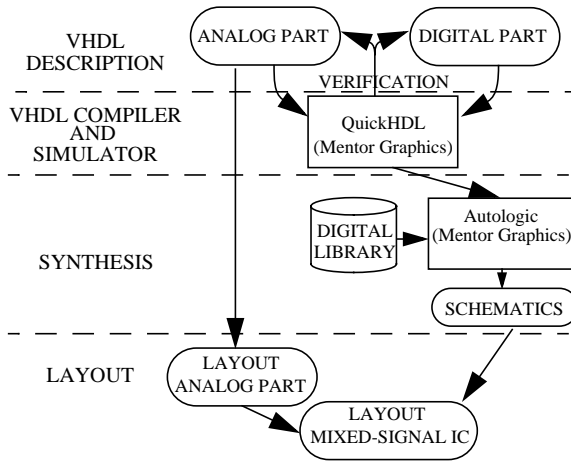 VHDL
DESCRIPTION
ANALOG PART
DIGITAL PART
VERIFICATION
VHDL COMPILER
AND
SIMULATOR
QuickHDL
(Mentor Graphics)
SYNTHESIS
DIGITAL
LIBRARY
Autologic
(Mentor Graphics)
SCHEMATICS
LAYOUT
LAYOUT
ANALOG PART
LAYOUT
MIXED-SIGNAL IC